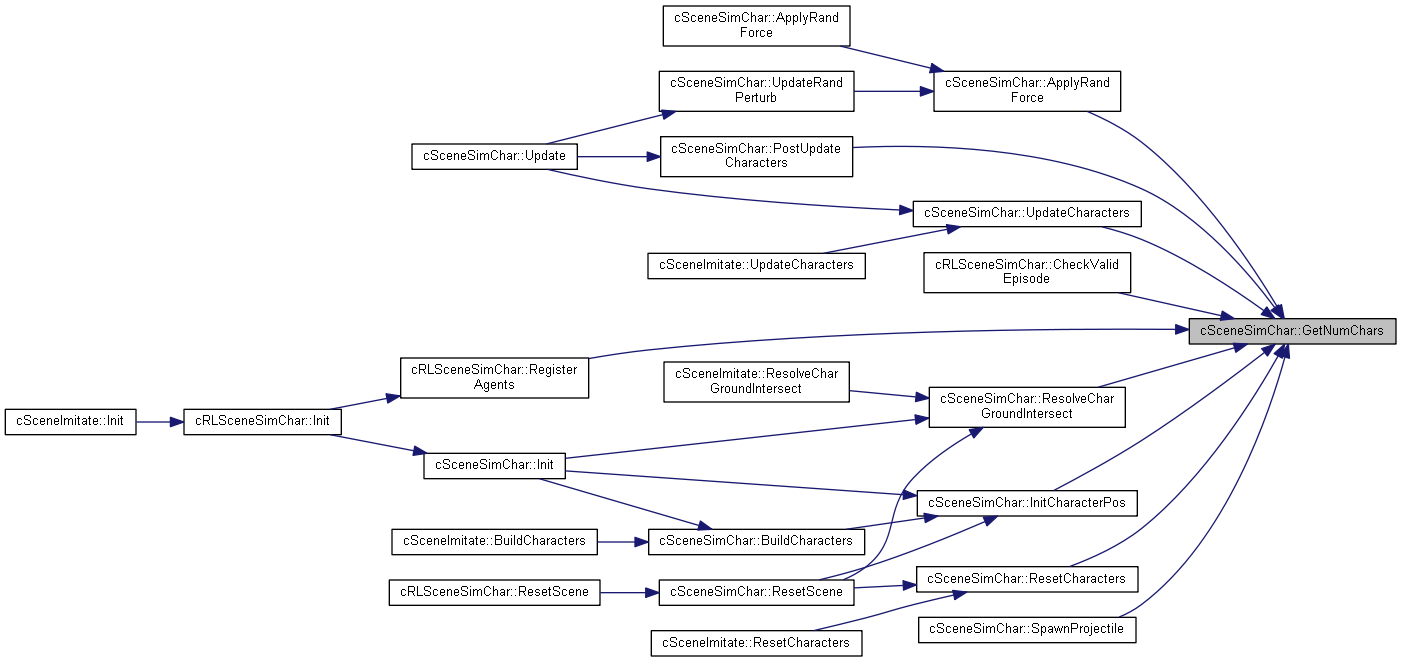 cSceneSimChar::ApplyRand
Force
cSceneSimChar::UpdateRand
Perturb
cSceneSimChar::ApplyRand
Force
cSceneSimChar::Update
cSceneSimChar::PostUpdate
Characters
cSceneSimChar::UpdateCharacters
cSceneImitate::UpdateCharacters
cRLSceneSimChar::CheckValid
Episode
cSceneSimChar::GetNumChars
cRLSceneSimChar::Register
Agents
cSceneImitate::ResolveChar
GroundIntersect
cSceneSimChar::ResolveChar
GroundIntersect
cSceneImitate::Init
cRLSceneSimChar::Init
cSceneSimChar::Init
cSceneSimChar::InitCharacterPos
cSceneImitate::BuildCharacters
cSceneSimChar::BuildCharacters
cRLSceneSimChar::ResetScene
cSceneSimChar::ResetScene
cSceneSimChar::ResetCharacters
cSceneSimChar::SpawnProjectile
cSceneImitate::ResetCharacters